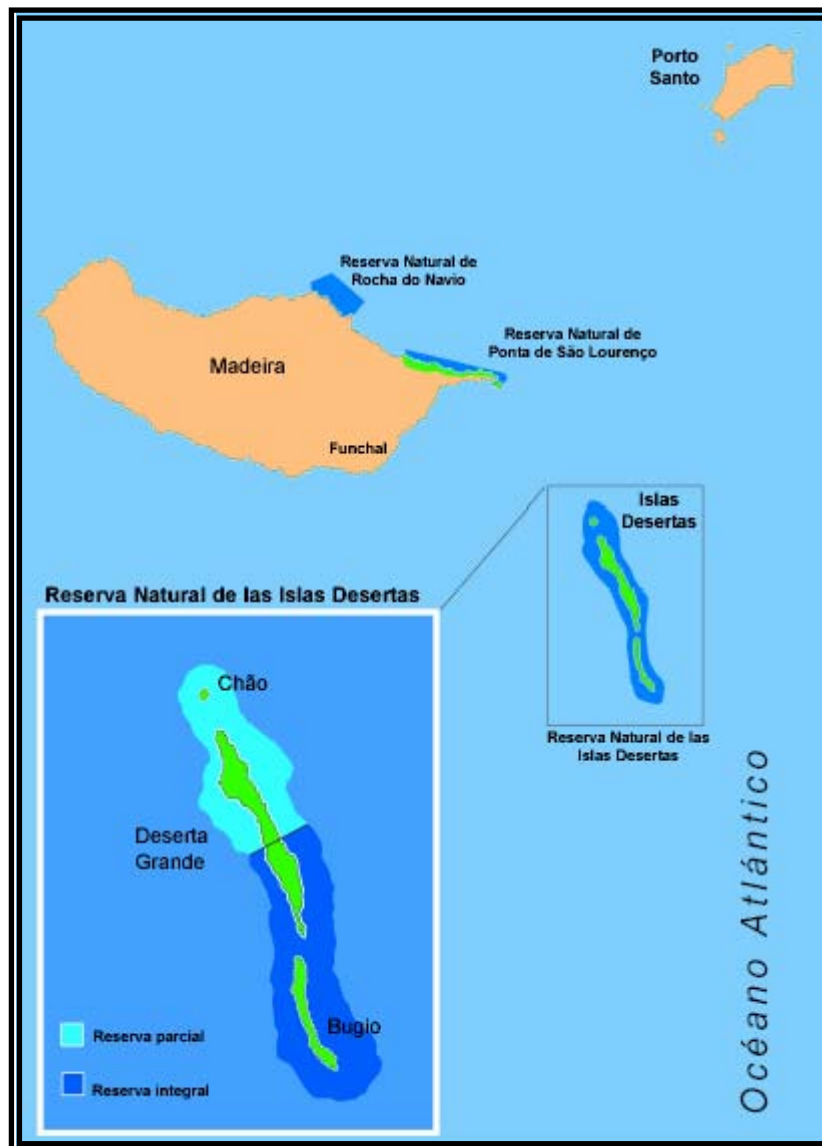 Porto
Santo
Reserva Natural de
Rocha do Navio
Reserva Natural de
Ponta de São Lourenço
Madeira
Funchal
Islas
Desertas
Reserva Natural de las Islas Desertas
Chão
Reserva Natural de las
Islas Desertas
Deserta
Grande
Bugio
Reserva parcial
Reserva integral
Océano Atlántico